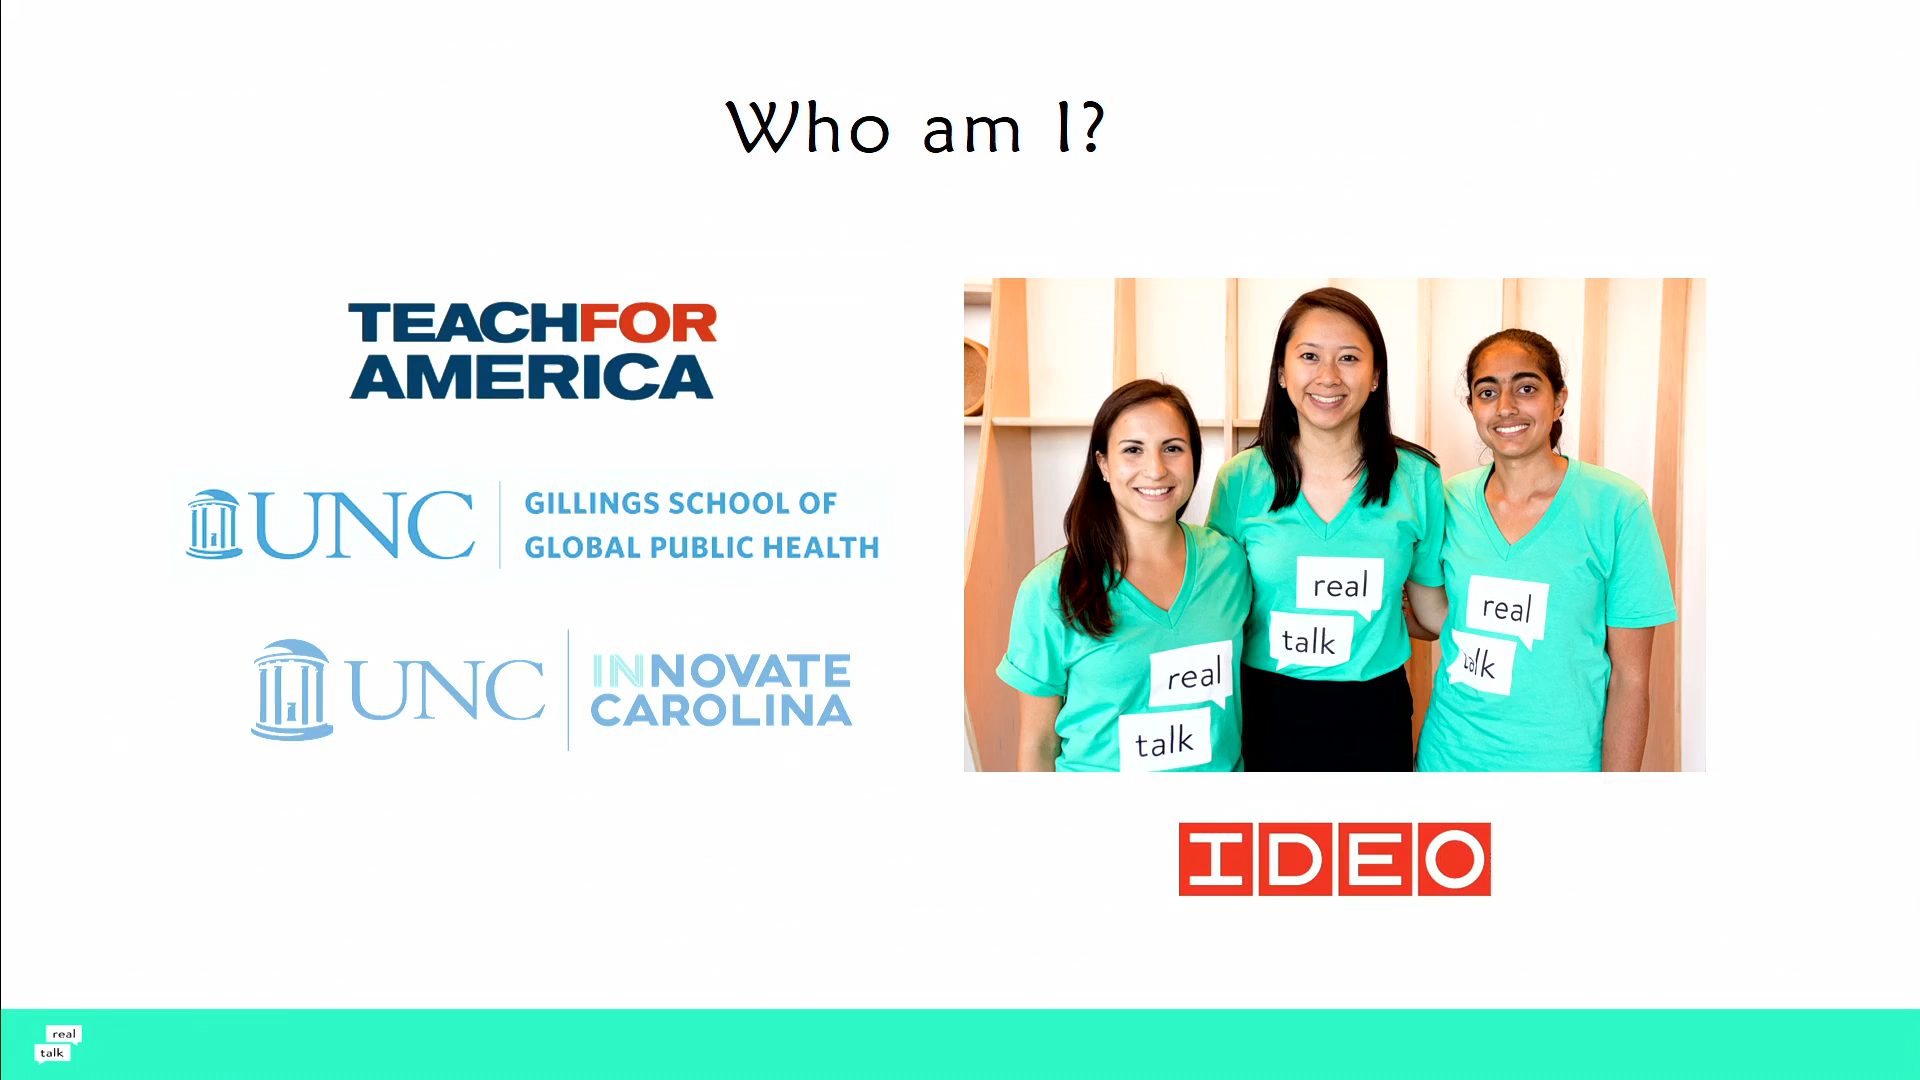 Who am I?
TEACHFOR
AMERICA
UNC
GILLINGS SCHOOL OF
GLOBAL PUBLIC HEALTH
UNC
INNOVATE
CAROLINA
real
talk
real
talk
real
talk
IDEO
real
talk